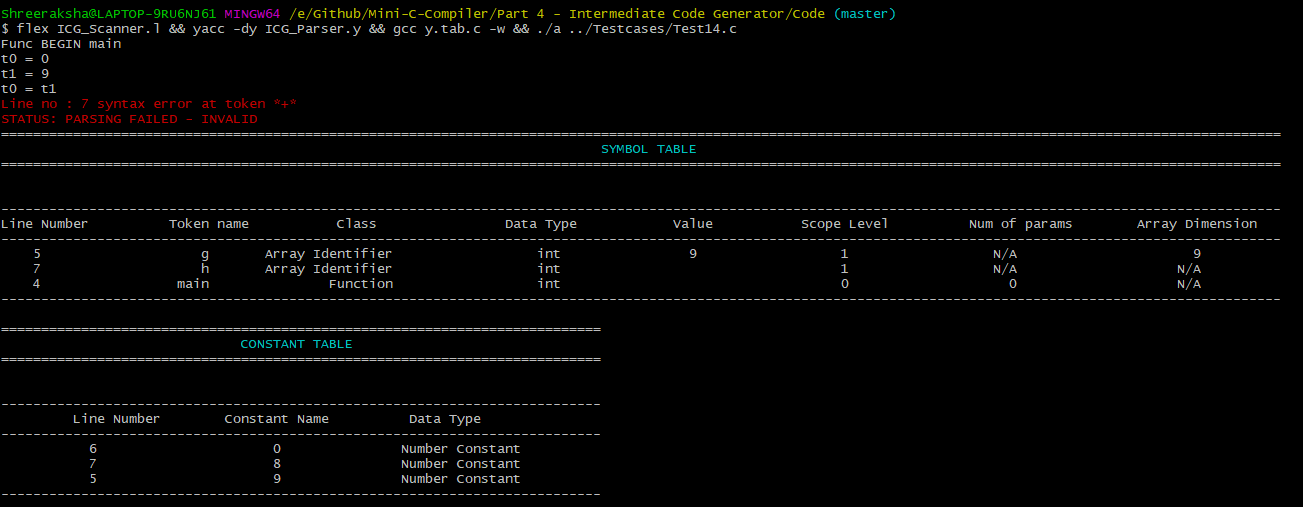 Shreeraksha@LAPTOP-9RU6NJ61 MINGW64 /e/Github/Mini-C-Compiler/Part 4 - Intermediate Code Generator/Code (master)
$ flex ICG_Scanner.l && yacc -dy ICG_Parser.y && gcc y.tab.c -w && ./a ../Testcases/Test14.c
Func BEGIN main
t0 = 0
t1 = 9
t0 = t1
Line no : 7 syntax error at token *+*
STATUS: PARSING FAILED - INVALID
SYMBOL TABLE
Line Number Token name Class Data Type Value Scope Level Num of params Array Dimension
5 g Array Identifier int 9 1 N/A 9
7 h Array Identifier int 1 N/A N/A
4 main Function int 0 0 N/A
CONSTANT TABLE
Line Number Constant Name Data Type
6 0 Number Constant
7 8 Number Constant
5 9 Number Constant